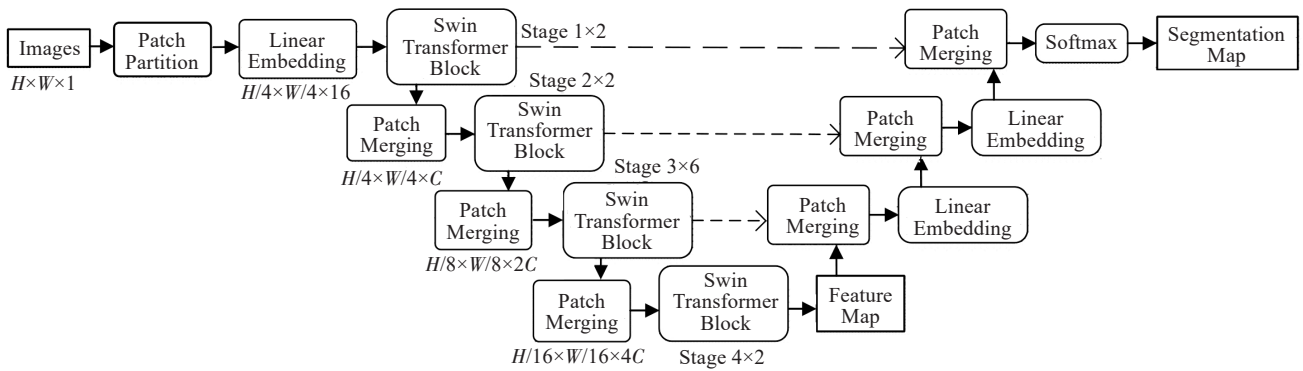 Images
H×W×1
Patch
Partition
Linear
Embedding
H/4×W/4×16
Swin
Transformer
Block
Stage 1×2
Patch
Merging
Softmax
Segmentation
Map
Patch
Merging
H/4×W/4×C
Stage 2×2
Swin
Transformer
Block
Patch
Merging
Linear
Embedding
Patch
Merging
H/8×W/8×2C
Stage 3×6
Swin
Transformer
Block
Patch
Merging
Linear
Embedding
Patch
Merging
H/16×W/16×4C
Swin
Transformer
Block
Stage 4×2
Feature
Map